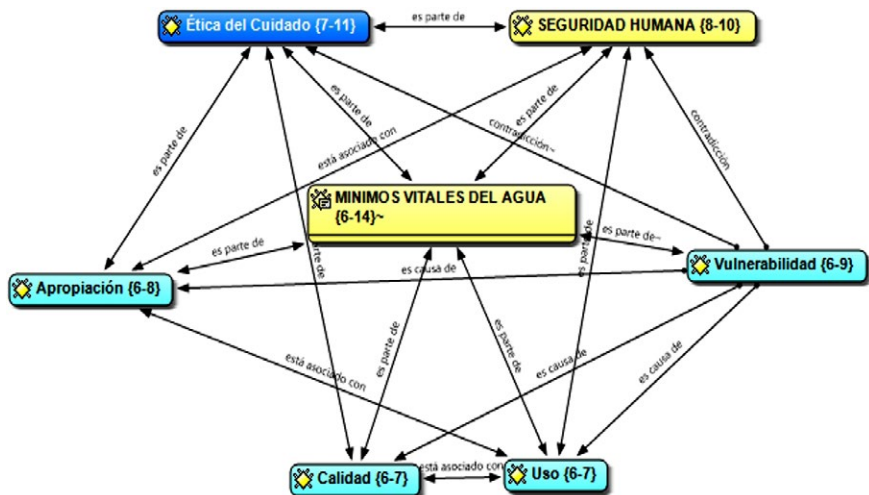 Ética del Cuidado {7-11}
es parte de
SEGURIDAD HUMANA {8-10}
es parte de
es parte de
está asociado con
es parte de
contradicción~
contradicción
MINIMOS VITALES DEL AGUA
{6-14}~
es parte de
es parte de~
parte de
es parte de
Vulnerabilidad {6-9}
es causa de
Apropiación {6-8}
es parte de
es parte de
es causa de
es causa de
está asociado con
Calidad {6-7}
está asociado con
Uso {6-7}